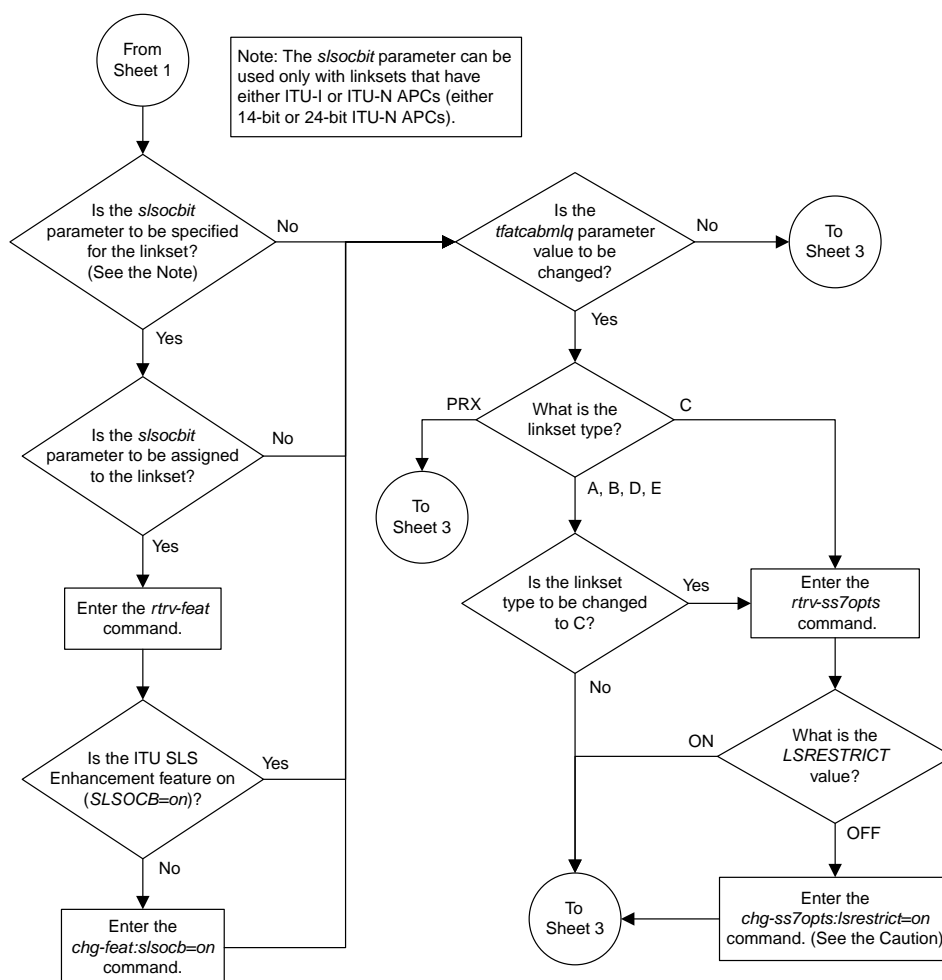 From
Sheet 1
Note: The slsocbit parameter can be
used only with linksets that have
either ITU-I or ITU-N APCs (either
14-bit or 24-bit ITU-N APCs).
Is the slsocbit
parameter to be specified
for the linkset?
(See the Note)
No
Yes
Is the slsocbit
parameter to be assigned
to the linkset?
No
Yes
Enter the rtrv-feat
command.
Is the ITU SLS
Enhancement feature on
(SLSOCB=on)?
Yes
No
Enter the
chg-feat:slsocb=on
command.
Is the
tfatcabmlq parameter
value to be
changed?
No
To
Sheet 3
Yes
What is the
linkset type?
PRX
C
To
Sheet 3
A, B, D, E
Is the linkset
type to be changed
to C?
Yes
No
Enter the
rtrv-ss7opts
command.
What is the
LSRESTRICT
value?
ON
OFF
Enter the
chg-ss7opts:lsrestrict=on
command. (See the Caution)
To
Sheet 3